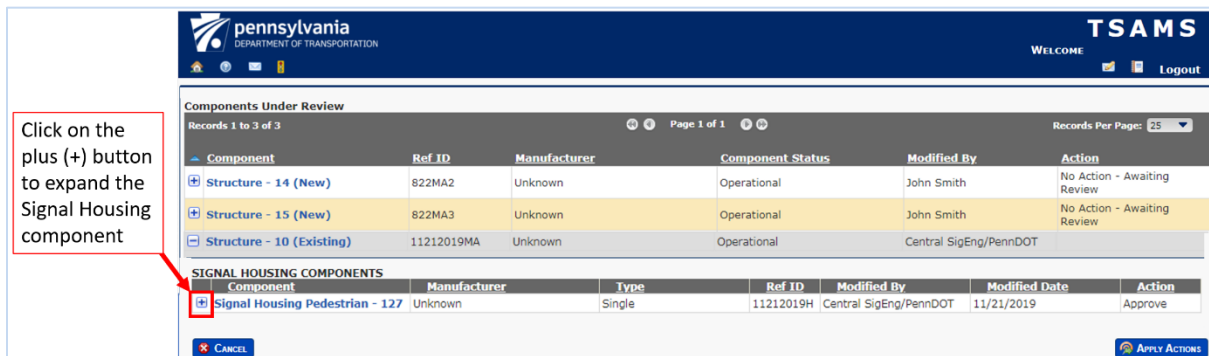 pennsylvania
DEPARTMENT OF TRANSPORTATION
TSAMS
WELCOME
Logout
Components Under Review
Records 1 to 3 of 3 Page 1 of 1 Records Per Page: 25
Component Ref ID Manufacturer Component Status Modified By Action
Structure - 14 (New) 822MA2 Unknown Operational John Smith No Action - Awaiting
Review
Structure - 15 (New) 822MA3 Unknown Operational John Smith No Action - Awaiting
Review
Structure - 10 (Existing) 11212019MA Unknown Operational Central SigEng/PennDOT
SIGNAL HOUSING COMPONENTS
Component Manufacturer Type Ref ID Modified By Modified Date Action
Signal Housing Pedestrian - 127 Unknown Single 11212019H Central SigEng/PennDOT 11/21/2019 Approve
CANCEL APPLY ACTIONS
Click on the
plus (+) button
to expand the
Signal Housing
component